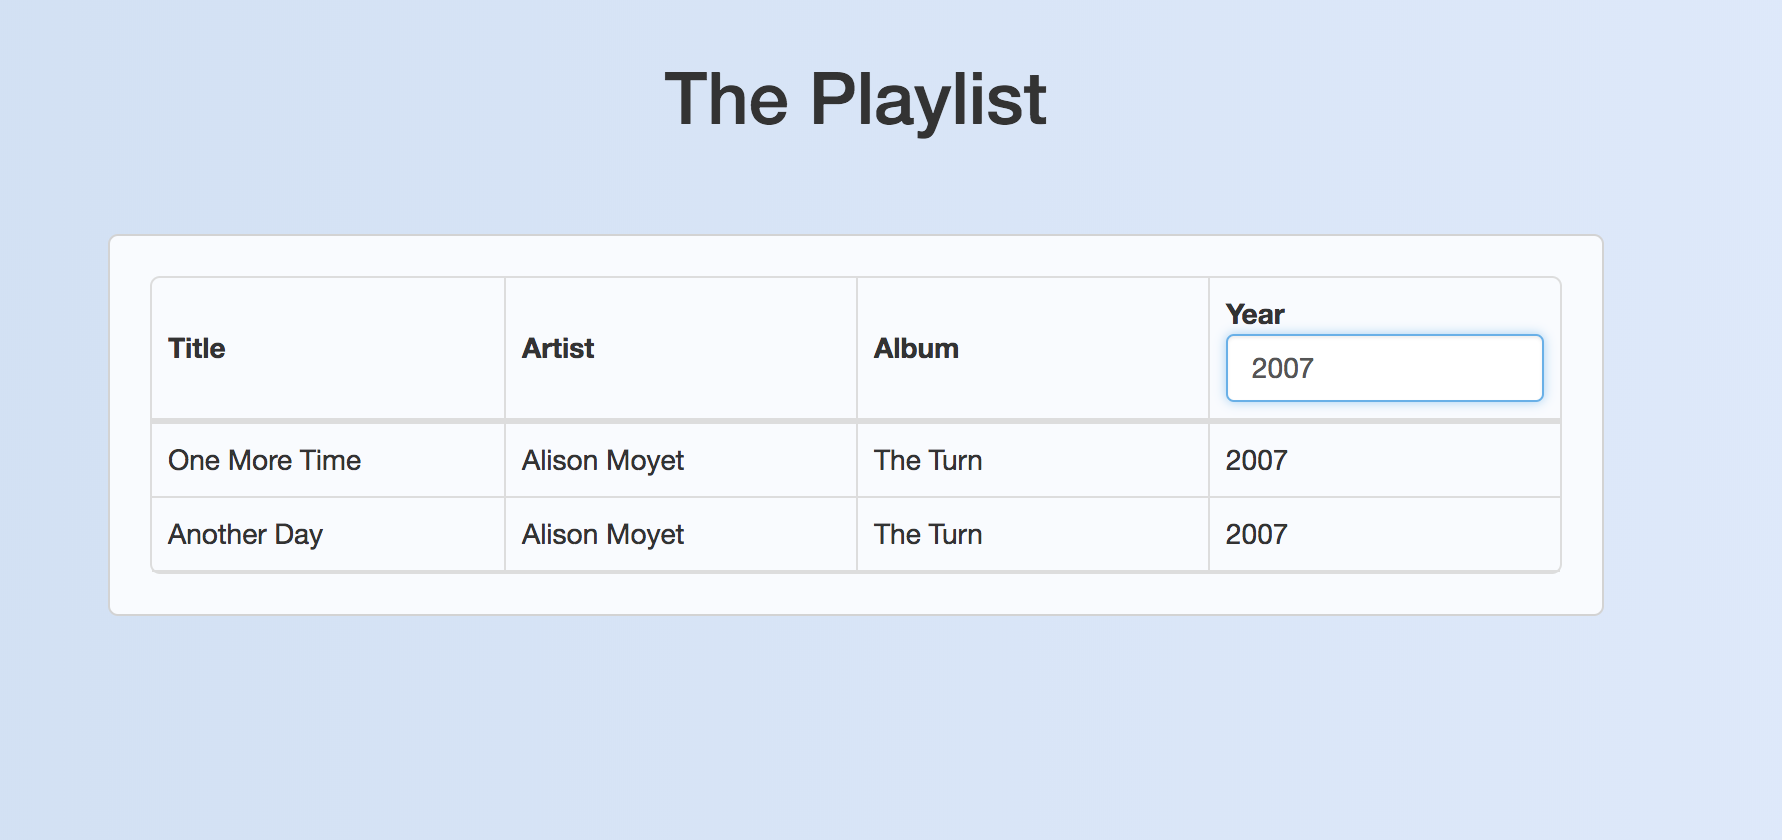 The Playlist
Title Artist Album Year
2007
One More Time Alison Moyet The Turn 2007
Another Day Alison Moyet The Turn 2007